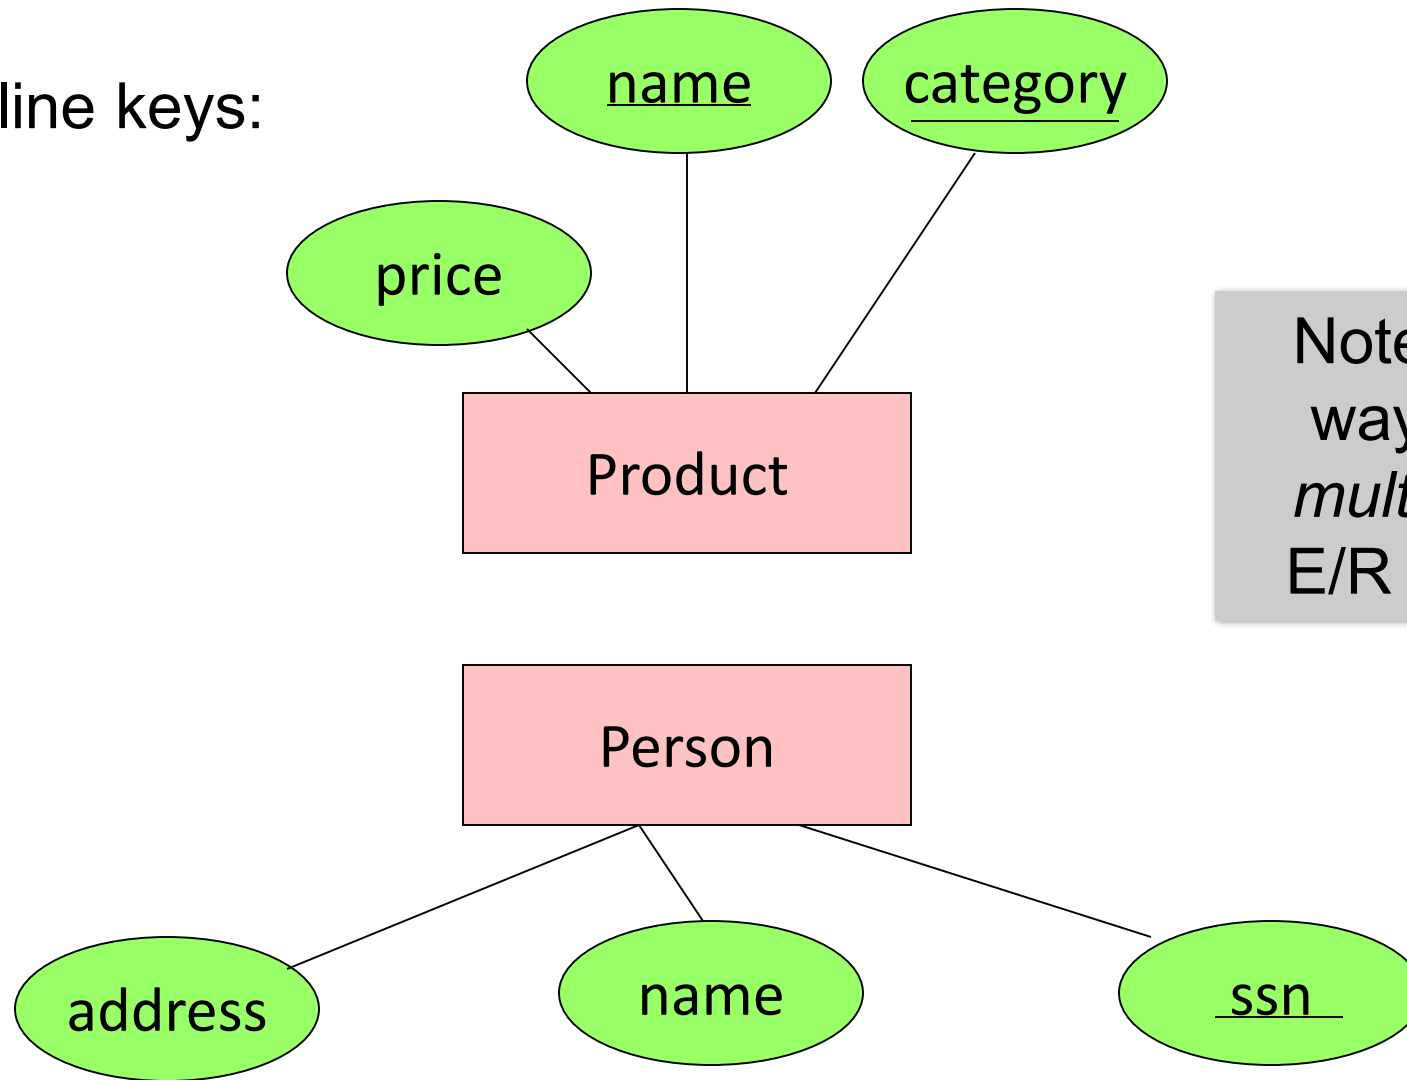 name
category
line keys:
price
Note
way
mult
E/R
Product
Person
address
name
ssn